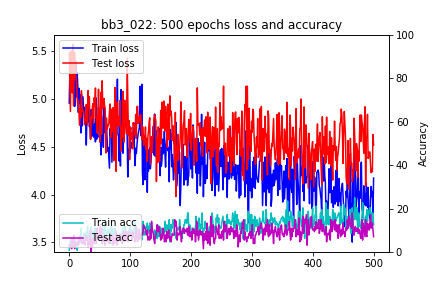 bb3_022: 500 epochs loss and accuracy
Train loss
Test loss
Train acc
Test acc
Loss
5.5
5.0
4.5
4.0
3.5
Accuracy
100
80
60
40
20
0
0
100
200
300
400
500